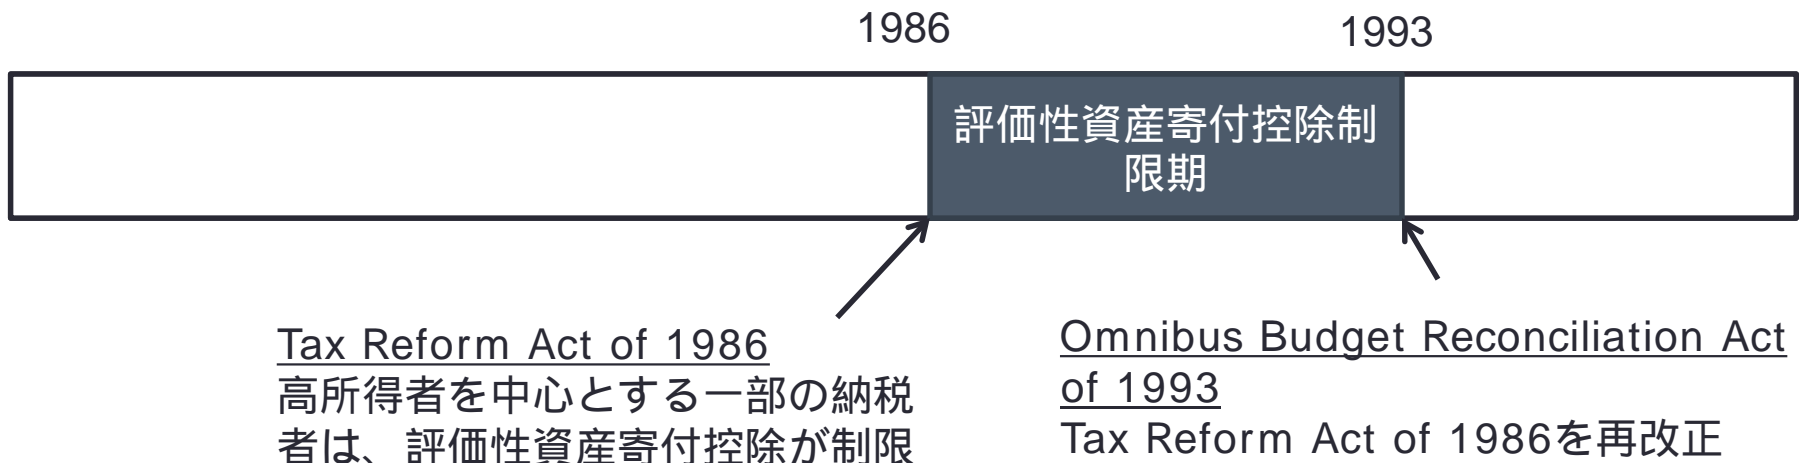 1986
1993
評価性資産寄付控除制
限期
Tax Reform Act of 1986
高所得者を中心とする一部の納税
者は、評価性資産寄付控除が制限
Omnibus Budget Reconciliation Act
of 1993
Tax Reform Act of 1986を再改正